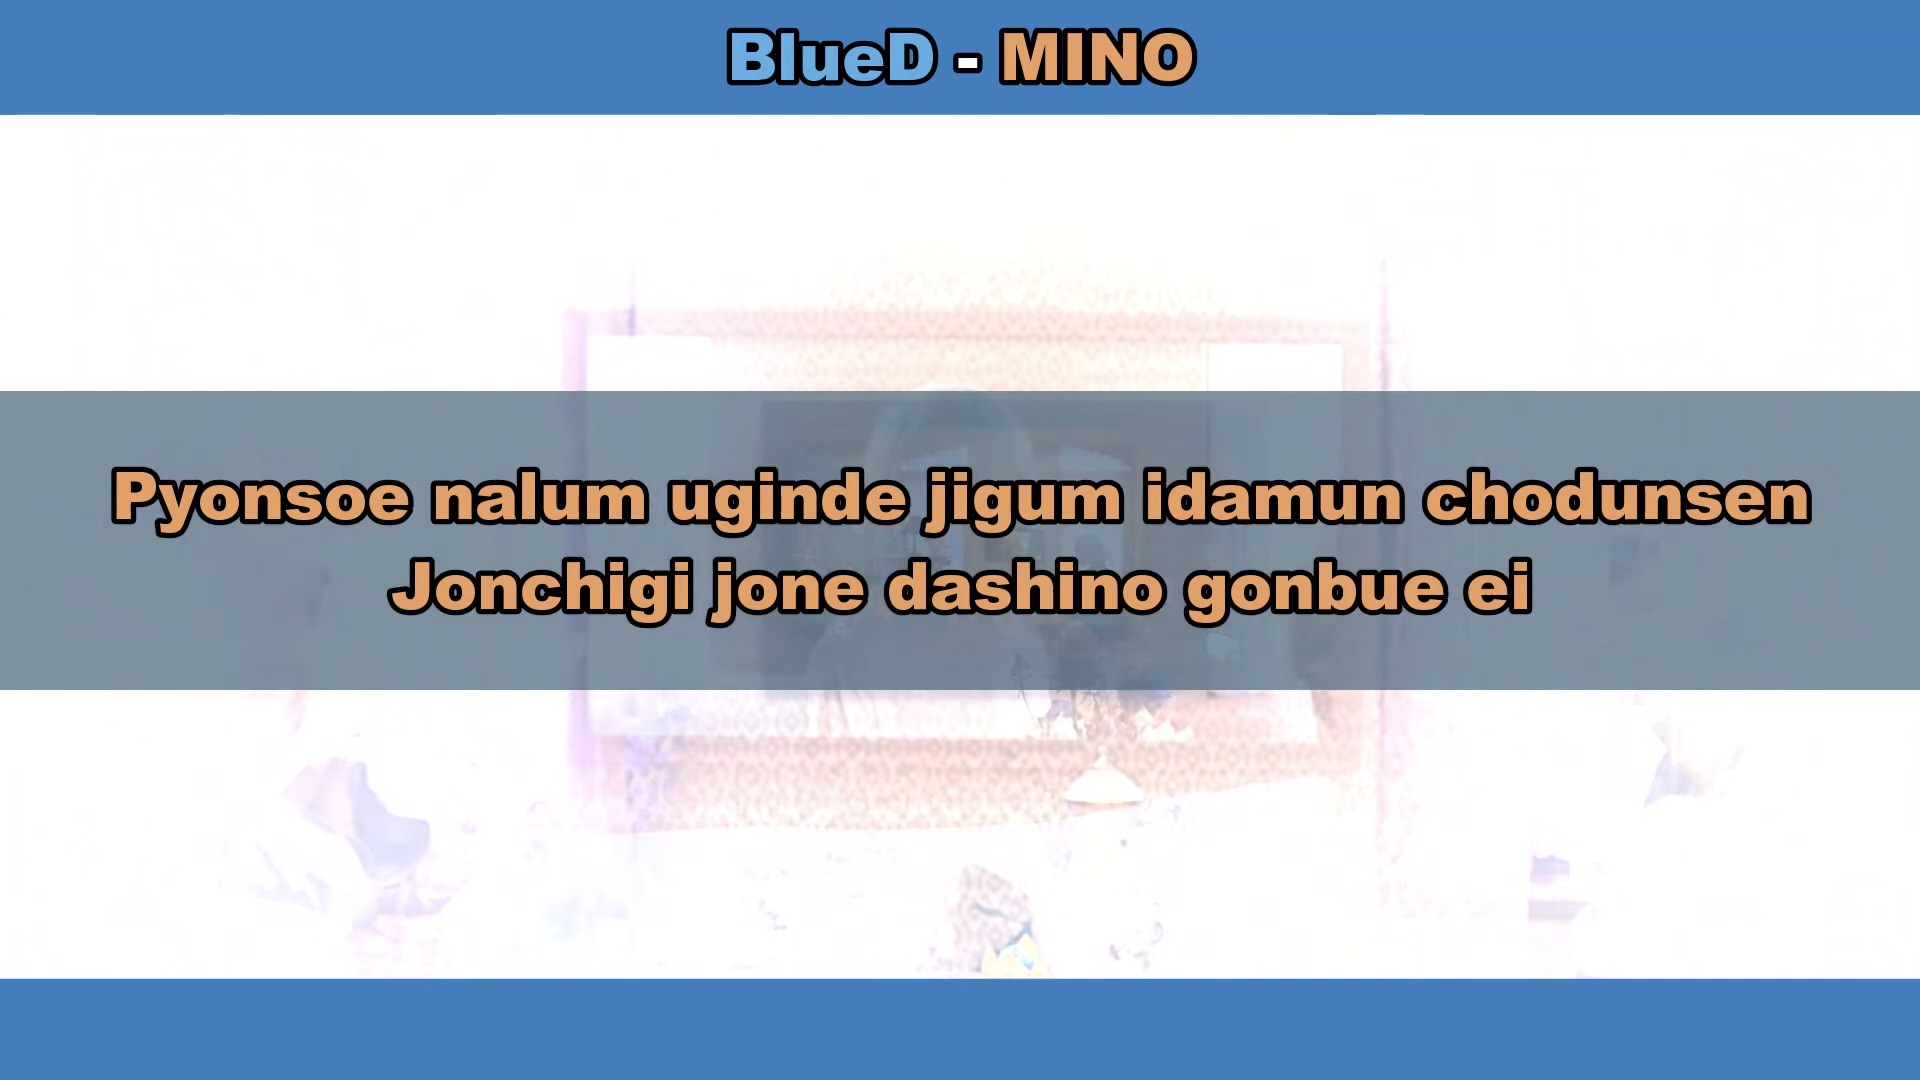 BlueD - MINO
Pyonsoe nalum uginde jigum idamun chodunsen
Jonchigi jone dashino gonbue ei